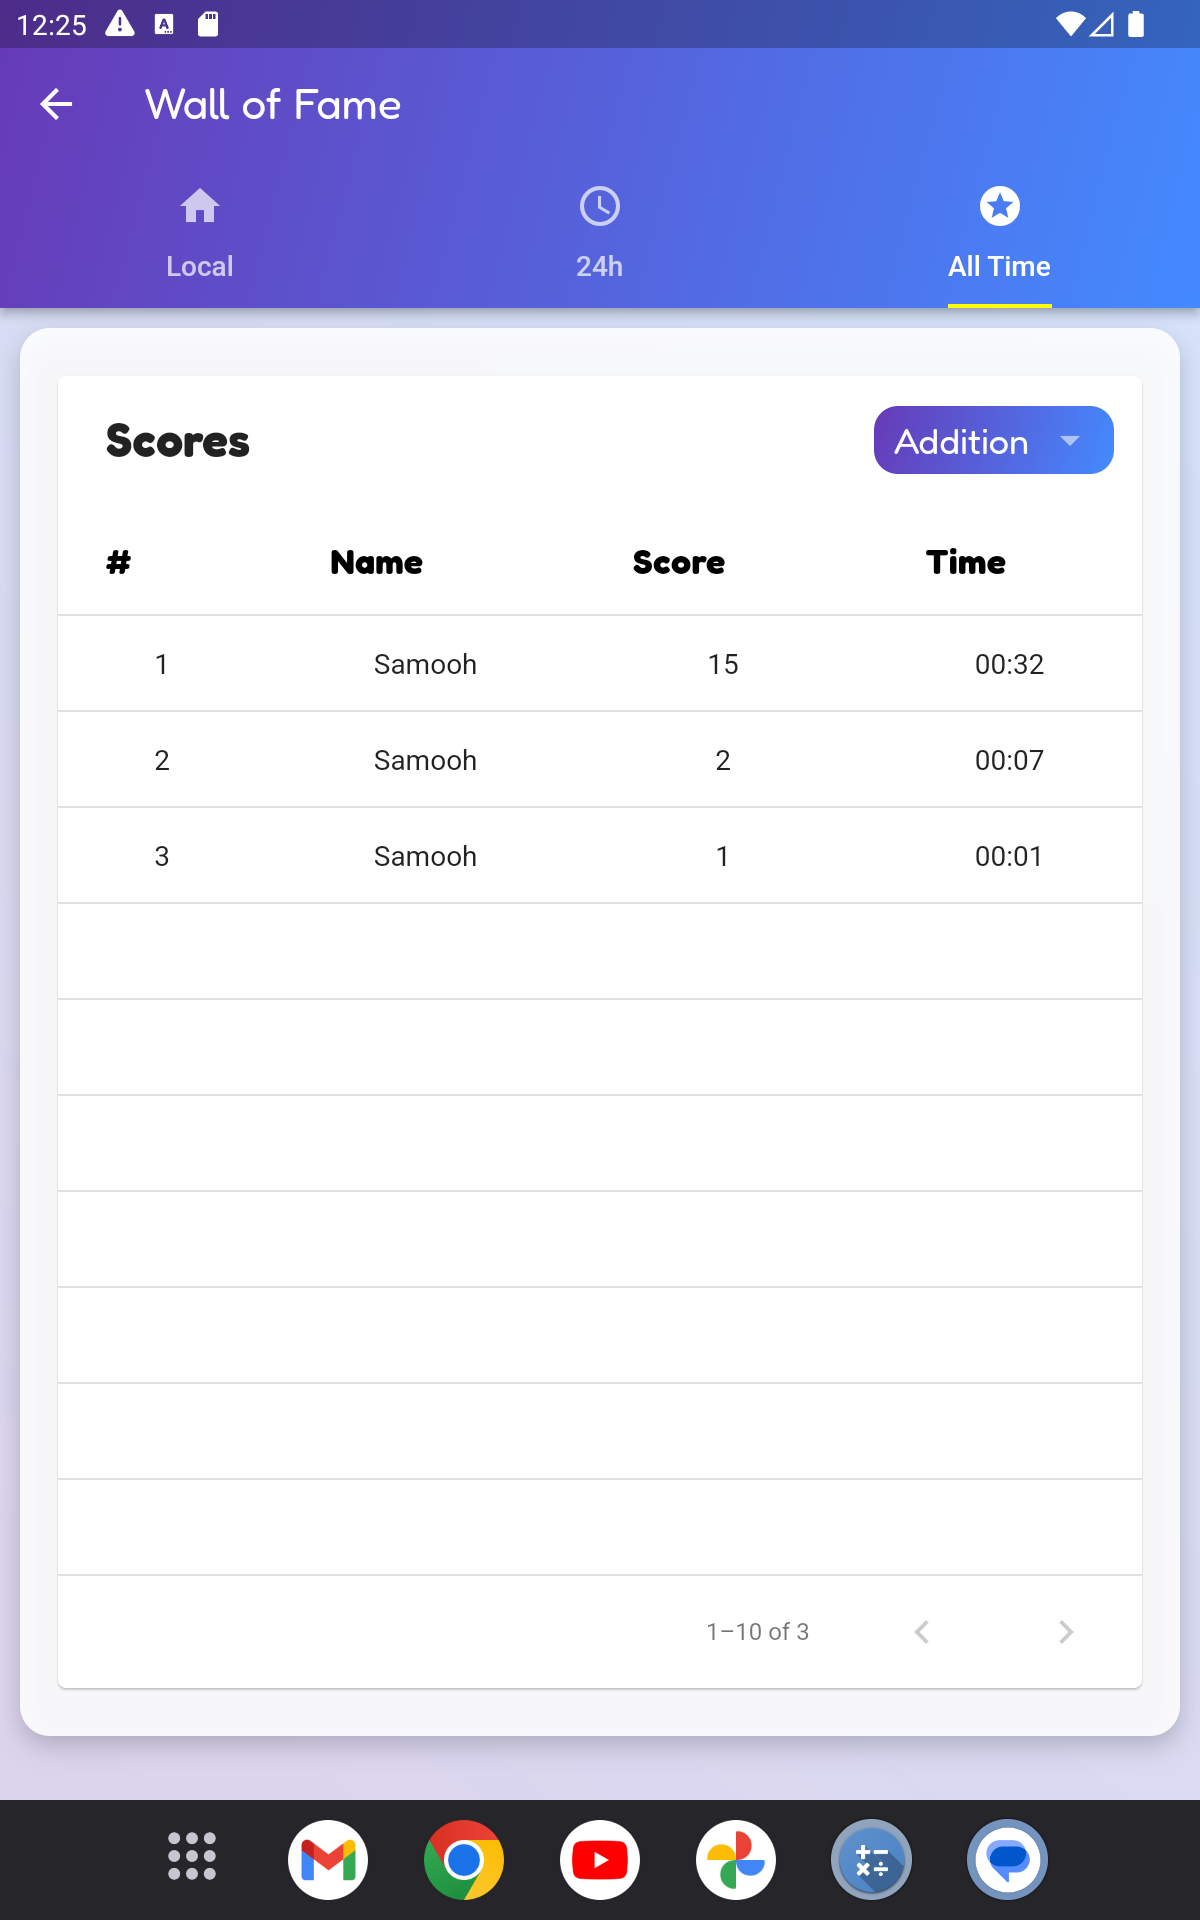 12:25
Wall of Fame
Local
24h
All Time
Scores
Addition
# Name Score Time
1 Samooh 15 00:32
2 Samooh 2 00:07
3 Samooh 1 00:01
1–10 of 3